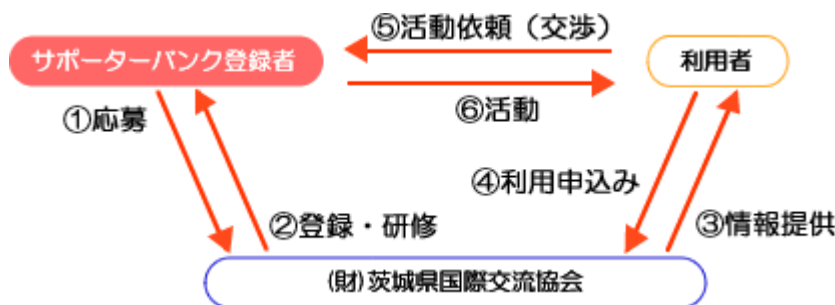 ⑤活動依頼（交渉）
サポーターバンク登録者
利用者
①応募
⑥活動
④利用申込み
②登録・研修
③情報提供
(財)茨城県国際交流協会